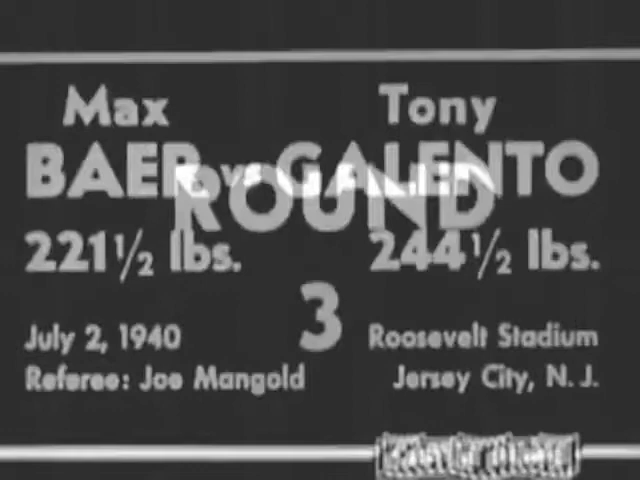 Max Tony
BAER vs GALENTO
ROUND
221½ lbs. 244½ lbs.
3
July 2, 1940 Roosevelt Stadium
Referee: Joe Mangold Jersey City, N. J.